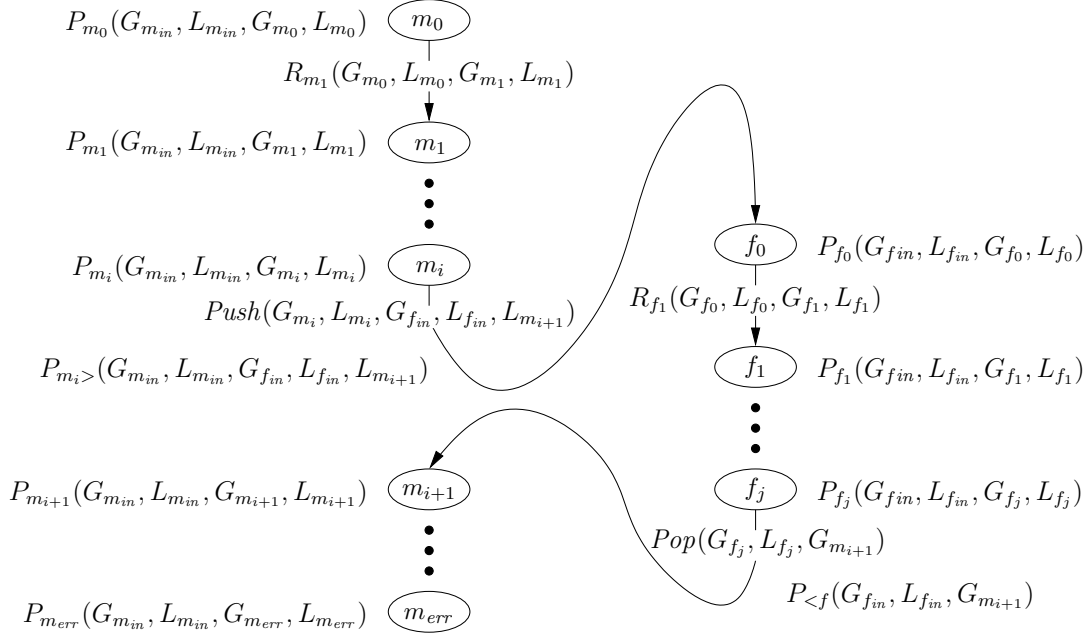 P_{m_0}(G_{m_{in}}, L_{m_{in}}, G_{m_0}, L_{m_0})
m_0
R_{m_1}(G_{m_0}, L_{m_0}, G_{m_1}, L_{m_1})
P_{m_1}(G_{m_{in}}, L_{m_{in}}, G_{m_1}, L_{m_1})
m_1
P_{m_i}(G_{m_{in}}, L_{m_{in}}, G_{m_i}, L_{m_i})
m_i
Push(G_{m_i}, L_{m_i}, G_{f_{in}}, L_{f_{in}}, L_{m_{i+1}})
P_{m_i>}(G_{m_{in}}, L_{m_{in}}, G_{f_{in}}, L_{f_{in}}, L_{m_{i+1}})
f_0
P_{f_0}(G_{fin}, L_{f_{in}}, G_{f_0}, L_{f_0})
R_{f_1}(G_{f_0}, L_{f_0}, G_{f_1}, L_{f_1})
f_1
P_{f_1}(G_{fin}, L_{f_{in}}, G_{f_1}, L_{f_1})
f_j
P_{f_j}(G_{fin}, L_{f_{in}}, G_{f_j}, L_{f_j})
Pop(G_{f_j}, L_{f_j}, G_{m_{i+1}})
P_{<f}(G_{f_{in}}, L_{f_{in}}, G_{m_{i+1}})
P_{m_{i+1}}(G_{m_{in}}, L_{m_{in}}, G_{m_{i+1}}, L_{m_{i+1}})
m_{i+1}
P_{m_{err}}(G_{m_{in}}, L_{m_{in}}, G_{m_{err}}, L_{m_{err}})
m_{err}